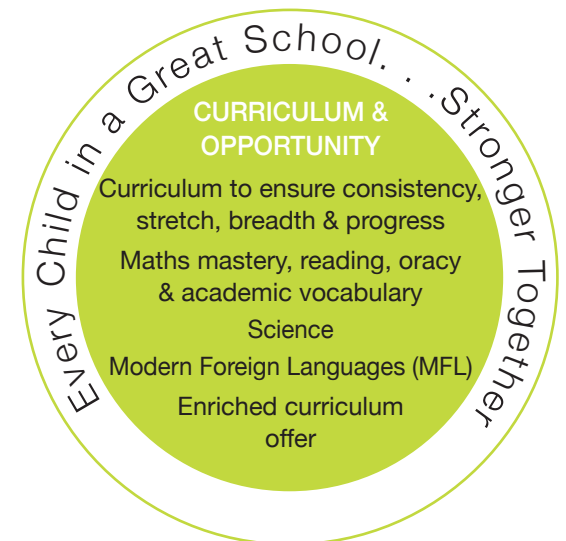 Every Child in a Great School. . .Stronger Together
CURRICULUM &
OPPORTUNITY
Curriculum to ensure consistency,
stretch, breadth & progress
Maths mastery, reading, oracy
& academic vocabulary
Science
Modern Foreign Languages (MFL)
Enriched curriculum
offer